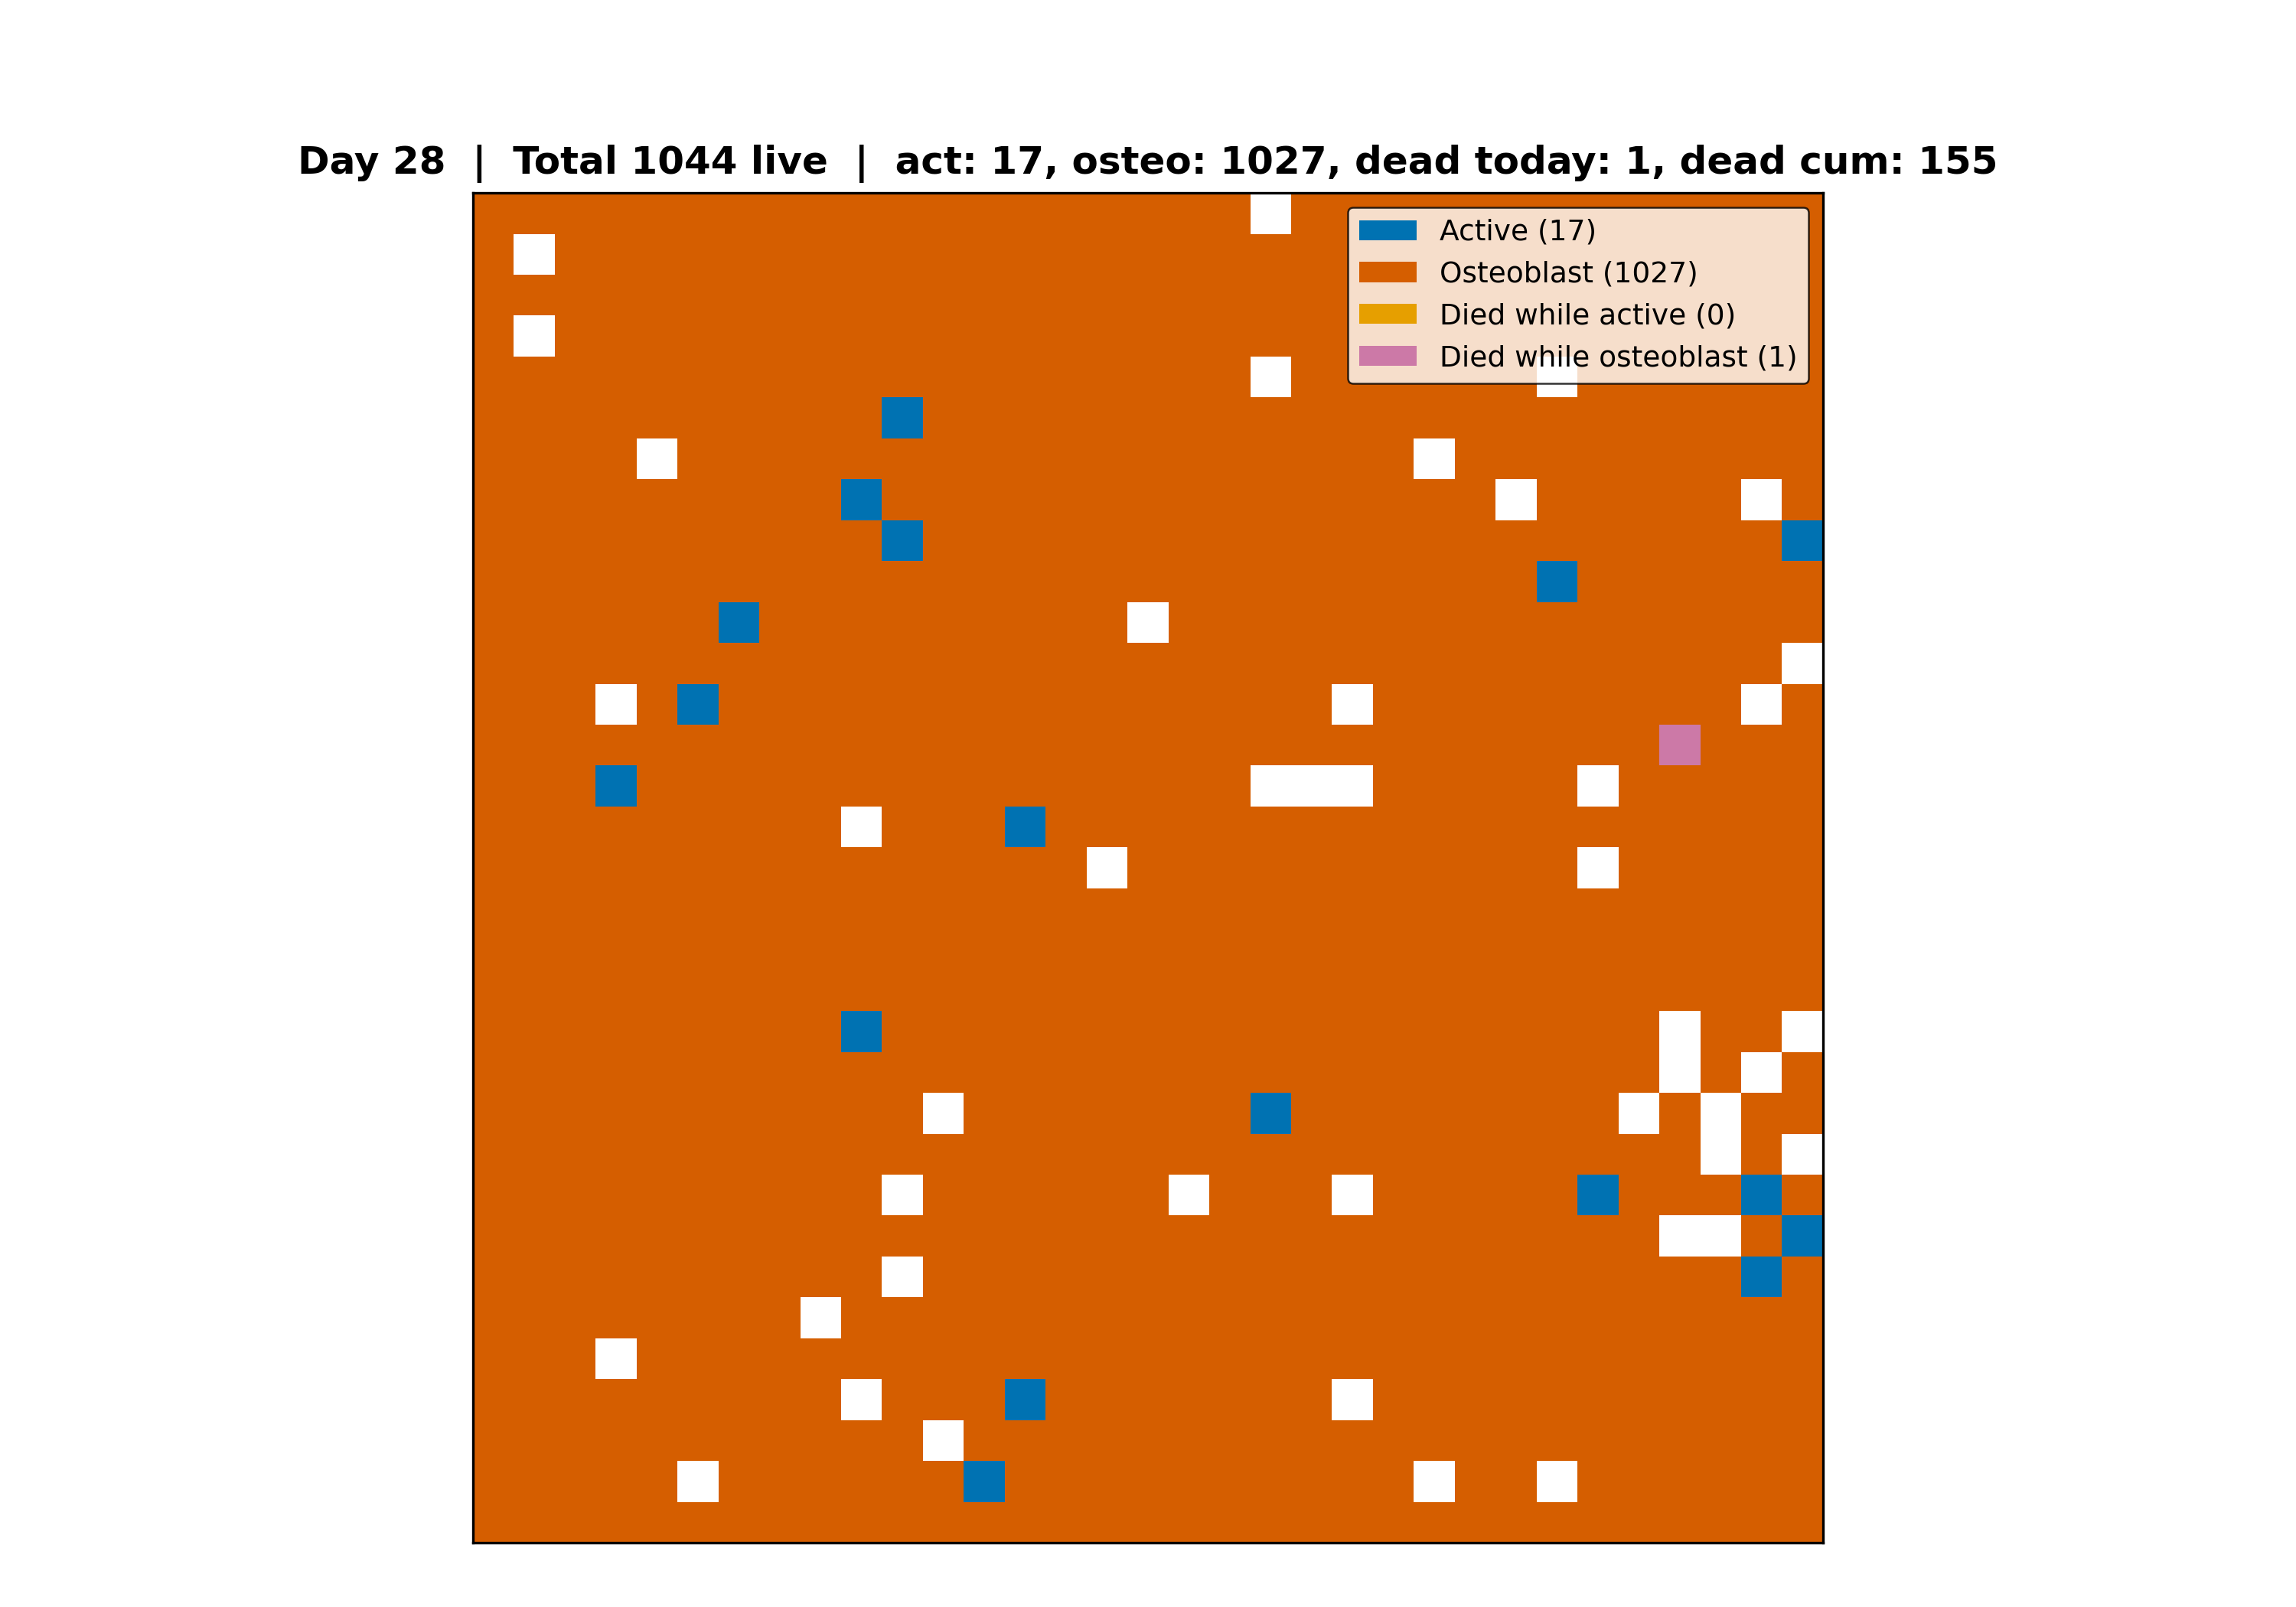 Day 28 | Total 1044 live | act: 17, osteo: 1027, dead today: 1, dead cum: 155
Active (17)
Osteoblast (1027)
Died while active (0)
Died while osteoblast (1)